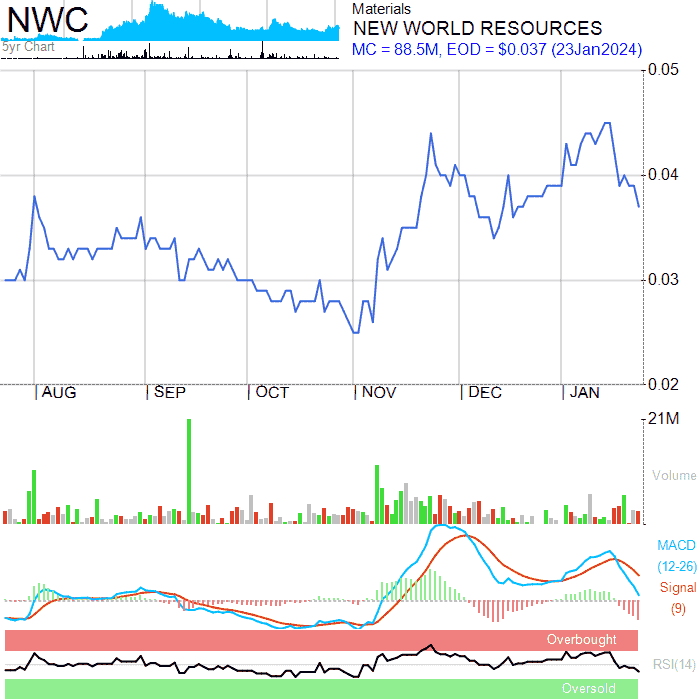 NWC
5yr Chart
Materials
NEW WORLD RESOURCES
MC = 88.5M, EOD = $0.037 (23Jan2024)
0.05
0.04
0.03
0.02
AUG SEP OCT NOV DEC JAN
21M
Volume
MACD
(12-26)
Signal
(9)
Overbought
RSI(14)
Oversold